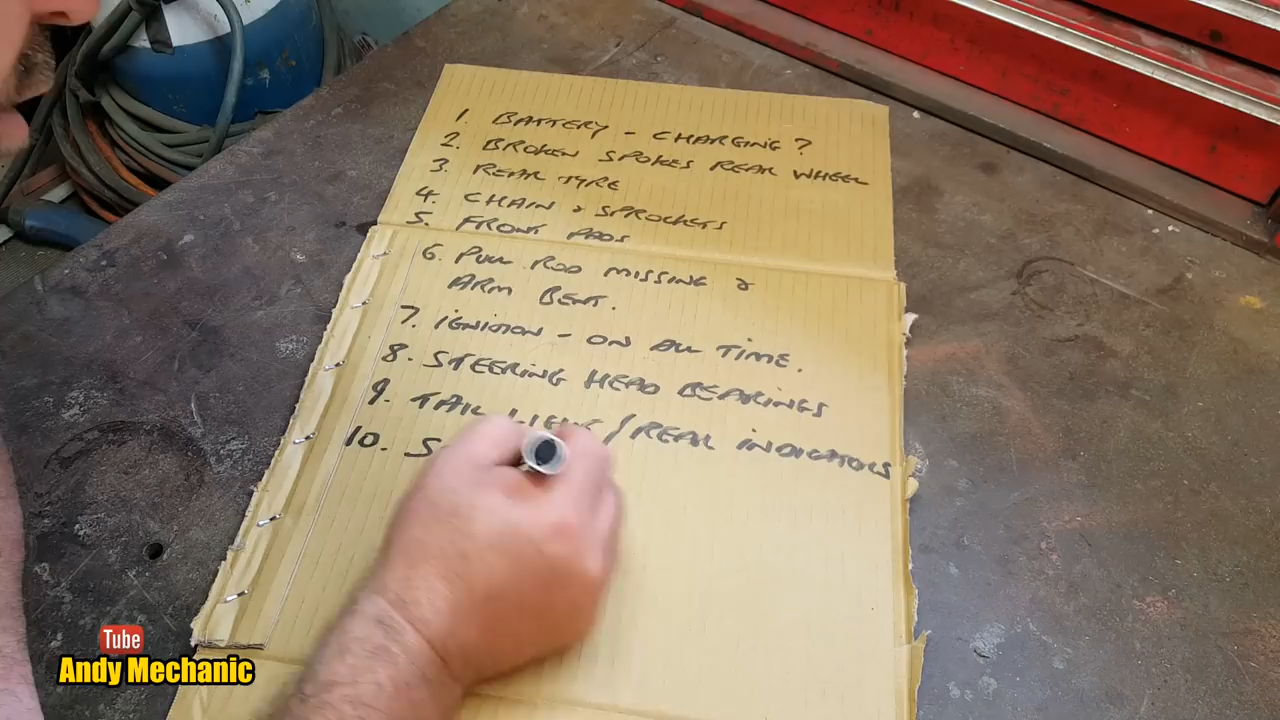 1. BATTERY - CHARGING?
2. BROKEN SPOKES REAR WHEEL
3. REAR TYRE
4. CHAIN & SPROCKETS
5. FRONT PADS
6. PULL ROD MISSING &
ARM BENT.
7. IGNITION - ON ALL TIME.
8. STEERING HEAD BEARINGS
9. TAIL LIGHT/REAR INDICATORS
10. S
Tube
Andy Mechanic